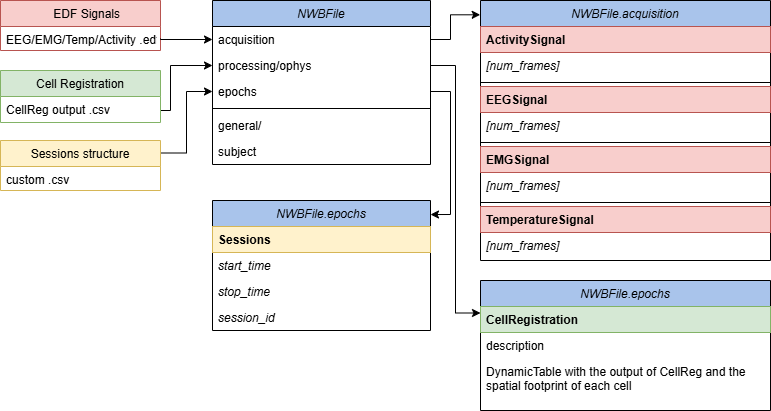 EDF Signals
EEG/EMG/Temp/Activity .ed
Cell Registration
CellReg output .csv
Sessions structure
custom .csv
NWBFile
acquisition
processing/ophys
epochs
general/
subject
NWBFile.epochs
Sessions
start_time
stop_time
session_id
NWBFile.acquisition
ActivitySignal
[num_frames]
EEGSignal
[num_frames]
EMGSignal
[num_frames]
TemperatureSignal
[num_frames]
NWBFile.epochs
CellRegistration
description
DynamicTable with the output of CellReg and the
spatial footprint of each cell